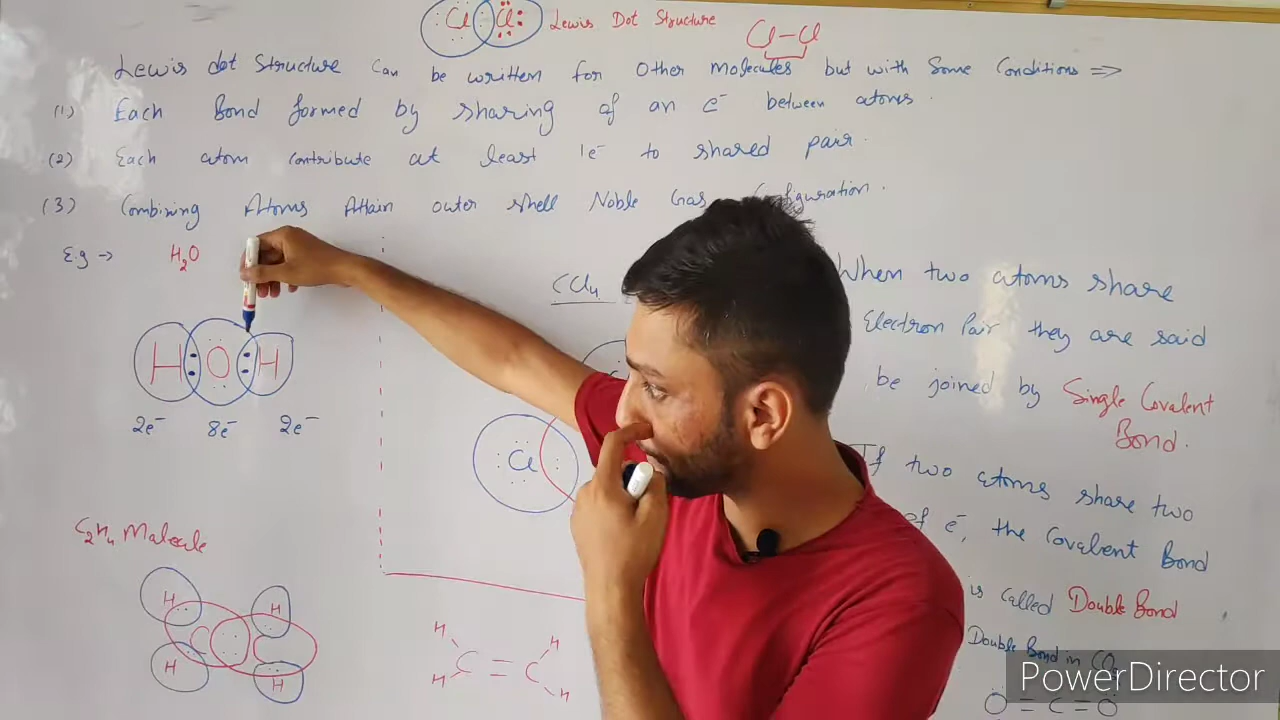 Cl Cl Lewis Dot Structure Cl-Cl
Lewis dot Structure Can be written for Other molecules but with Some Conditions ⇒
(1) Each Bond formed by sharing of an e⁻ between atoms.
(2) Each atom Contribute at least 1e⁻ to shared pair.
(3) Combining Atoms Attain outer shell Noble Gas Configuration.
E.g → H₂O
H O H
2e⁻ 8e⁻ 2e⁻
CCl₄
Cl
When two atoms share
Electron Pair they are said
be joined by Single Covalent
Bond.
If two atoms share two
of e⁻, the Covalent Bond
is called Double Bond
Double Bond in CO₂
O = C = O
C₂H₄ Molecule
H H
C C
H H
H H
C = C
H H
PowerDirector